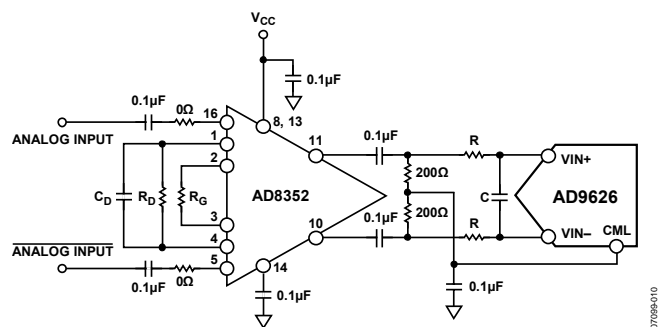 VCC
0.1µF
0.1µF
0Ω
16
8, 13
ANALOG INPUT
1
2
11
0.1µF
R
VIN+
200Ω
CD
RD
RG
AD8352
C
AD9626
200Ω
3
4
10
0.1µF
R
VIN–
CML
ANALOG INPUT
5
14
0.1µF
0Ω
0.1µF
0.1µF
07099-010